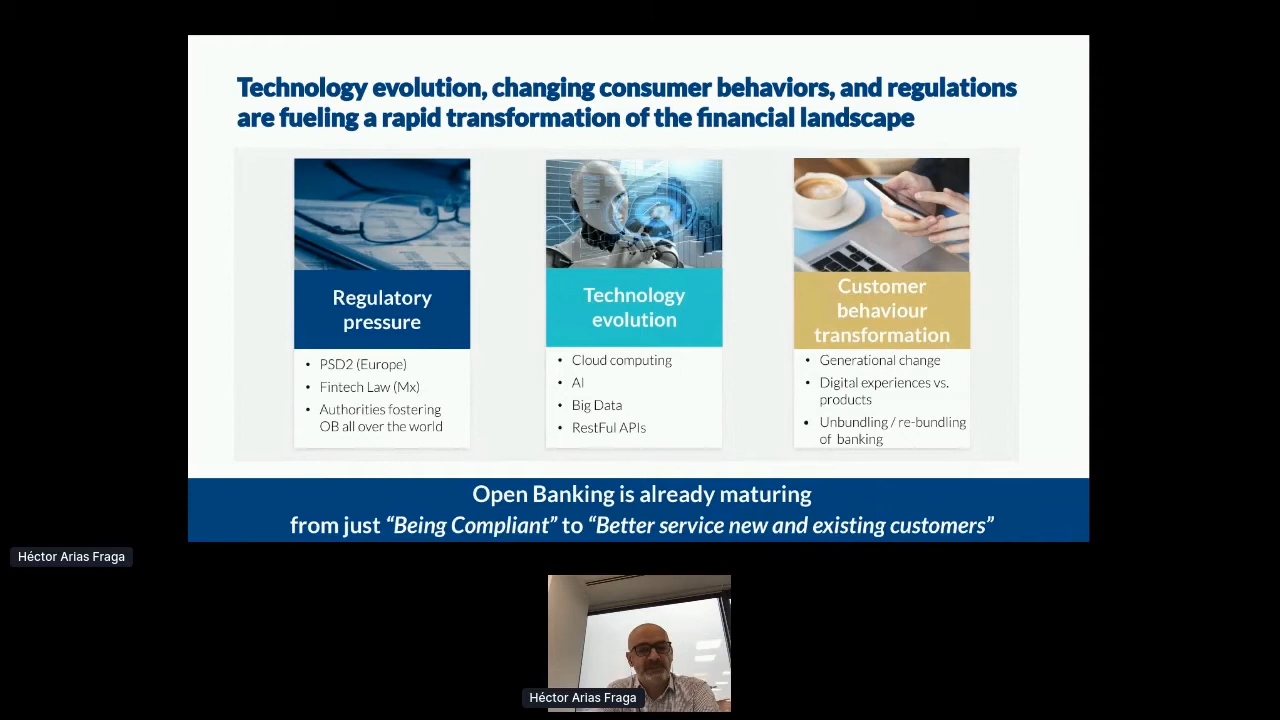 Technology evolution, changing consumer behaviors, and regulations
are fueling a rapid transformation of the financial landscape
Regulatory
pressure
• PSD2 (Europe)
• Fintech Law (Mx)
• Authorities fostering
OB all over the world
Technology
evolution
• Cloud computing
• AI
• Big Data
• RestFul APIs
Customer
behaviour
transformation
• Generational change
• Digital experiences vs.
products
• Unbundling / re-bundling
of banking
Open Banking is already maturing
from just “Being Compliant” to “Better service new and existing customers”
Héctor Arias Fraga
Héctor Arias Fraga